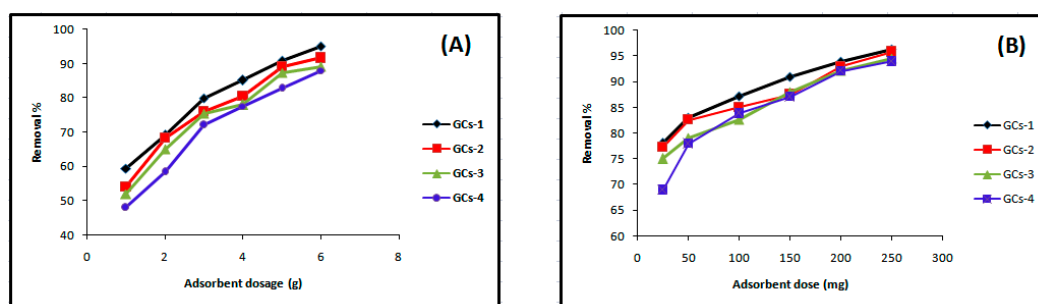 (A)
Removal %
100
90
80
70
60
50
40
0 2 4 6 8
Adsorbent dosage (g)
GCs-1
GCs-2
GCs-3
GCs-4
(B)
Removal %
100
95
90
85
80
75
70
65
60
0 50 100 150 200 250 300
Adsorbent dose (mg)
GCs-1
GCs-2
GCs-3
GCs-4